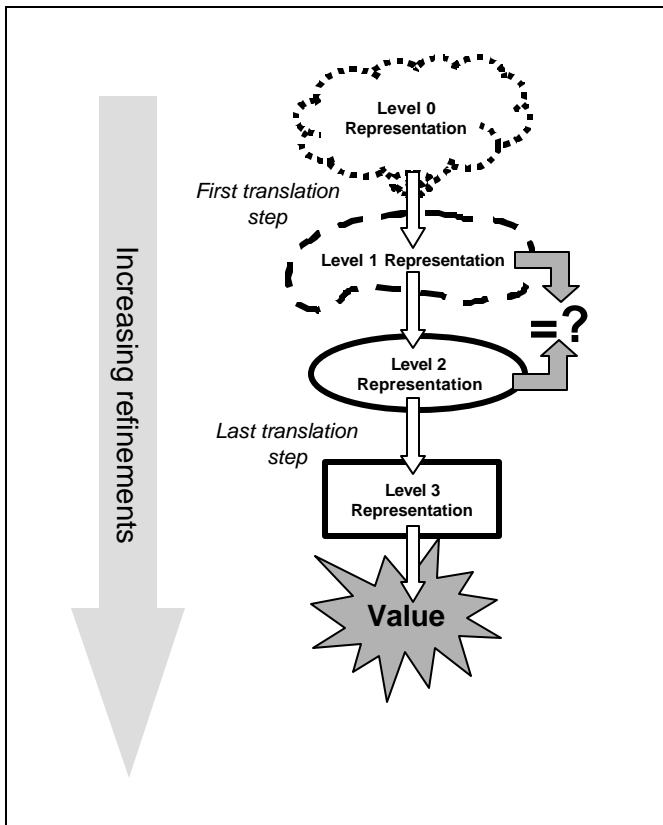 Level 0
Representation
First translation
step
Level 1 Representation
=?
Level 2
Representation
Last translation
step
Level 3
Representation
Value
Increasing refinements